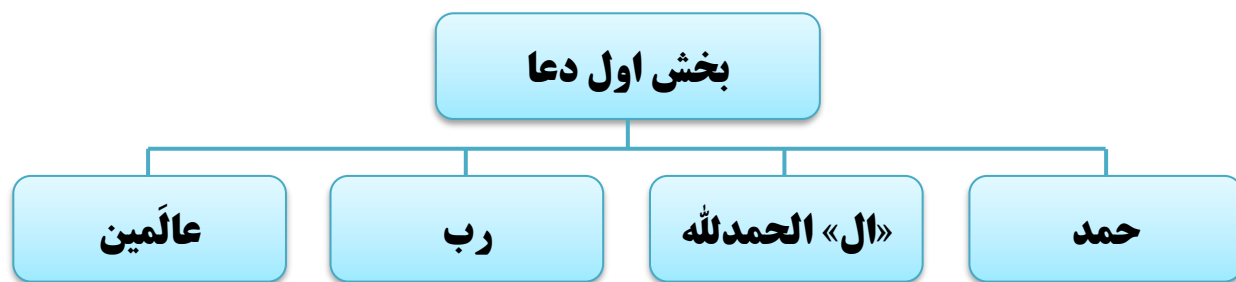 بخش اول دعا
حمد
«ال» الحمدلله
رب
عالَمین